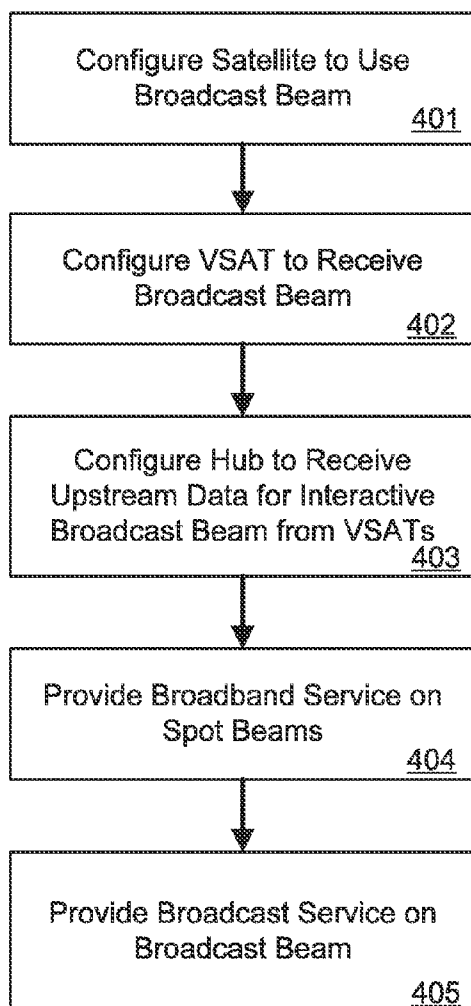 Configure Satellite to Use
Broadcast Beam
401
Configure VSAT to Receive
Broadcast Beam
402
Configure Hub to Receive
Upstream Data for Interactive
Broadcast Beam from VSATs
403
Provide Broadband Service on
Spot Beams
404
Provide Broadcast Service on
Broadcast Beam
405